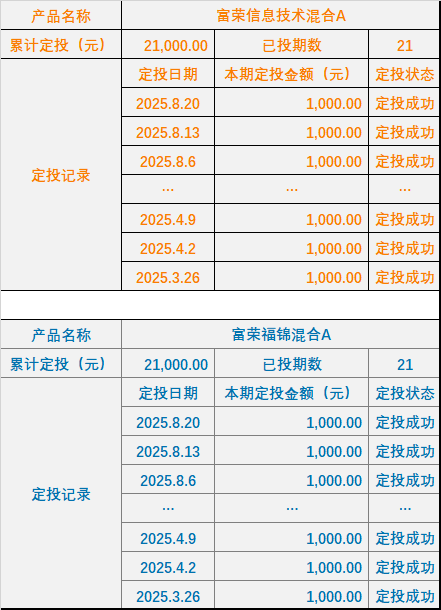 产品名称 富荣信息技术混合A
累计定投（元） 21,000.00 已投期数 21
定投日期 本期定投金额（元） 定投状态
2025.8.20 1,000.00 定投成功
2025.8.13 1,000.00 定投成功
2025.8.6 1,000.00 定投成功
定投记录
... ... ...
2025.4.9 1,000.00 定投成功
2025.4.2 1,000.00 定投成功
2025.3.26 1,000.00 定投成功
产品名称 富荣福锦混合A
累计定投（元） 21,000.00 已投期数 21
定投日期 本期定投金额（元） 定投状态
2025.8.20 1,000.00 定投成功
2025.8.13 1,000.00 定投成功
2025.8.6 1,000.00 定投成功
定投记录
... ... ...
2025.4.9 1,000.00 定投成功
2025.4.2 1,000.00 定投成功
2025.3.26 1,000.00 定投成功